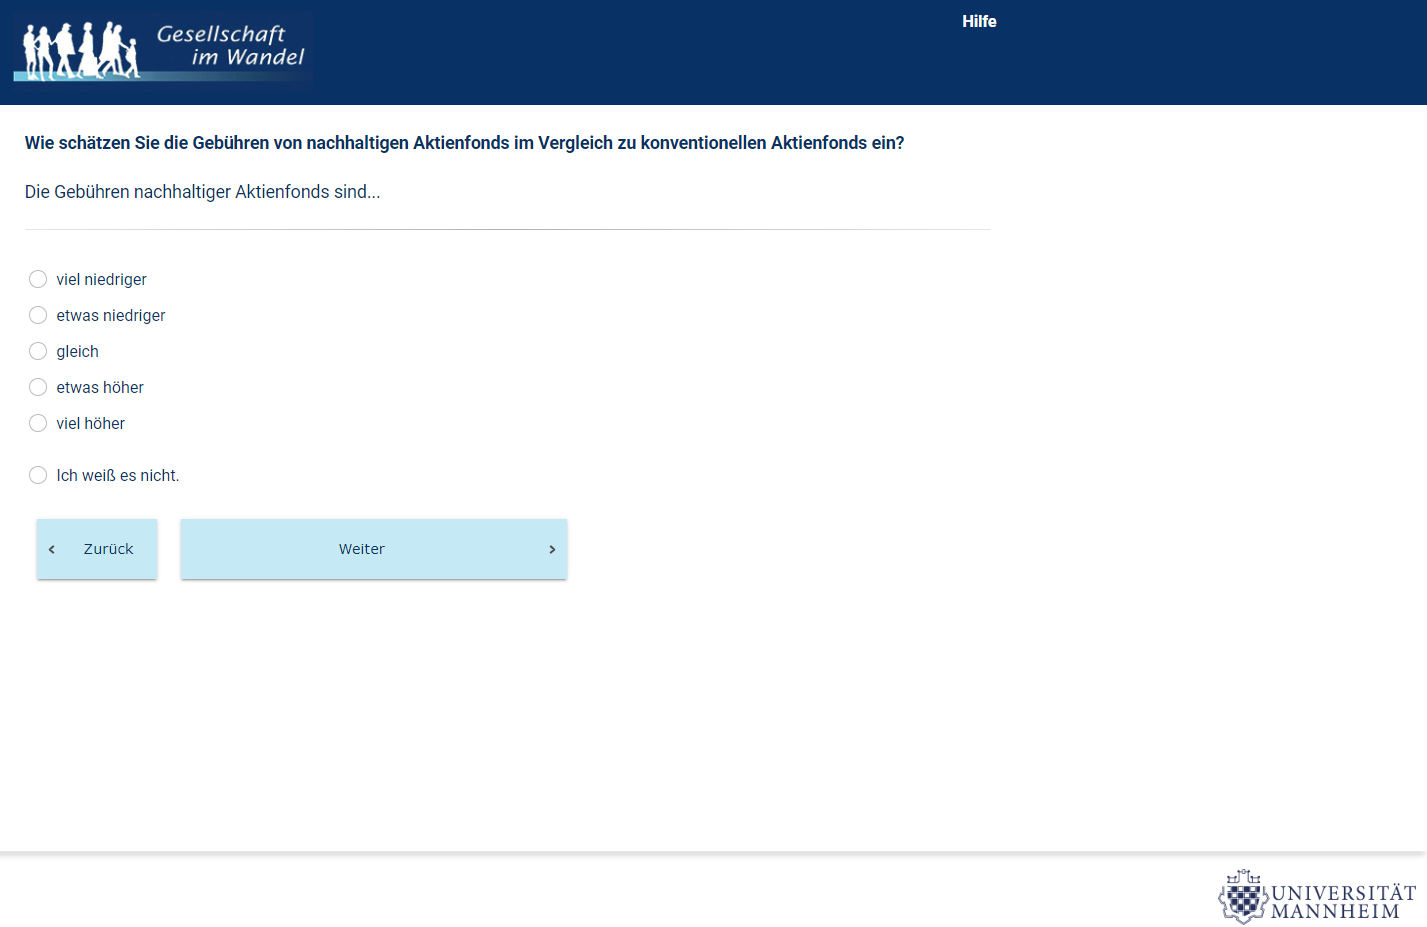 Gesellschaft
im Wandel
Hilfe
Wie schätzen Sie die Gebühren von nachhaltigen Aktienfonds im Vergleich zu konventionellen Aktienfonds ein?
Die Gebühren nachhaltiger Aktienfonds sind...
viel niedriger
etwas niedriger
gleich
etwas höher
viel höher
Ich weiß es nicht.
Zurück
Weiter
UNIVERSITÄT
MANNHEIM